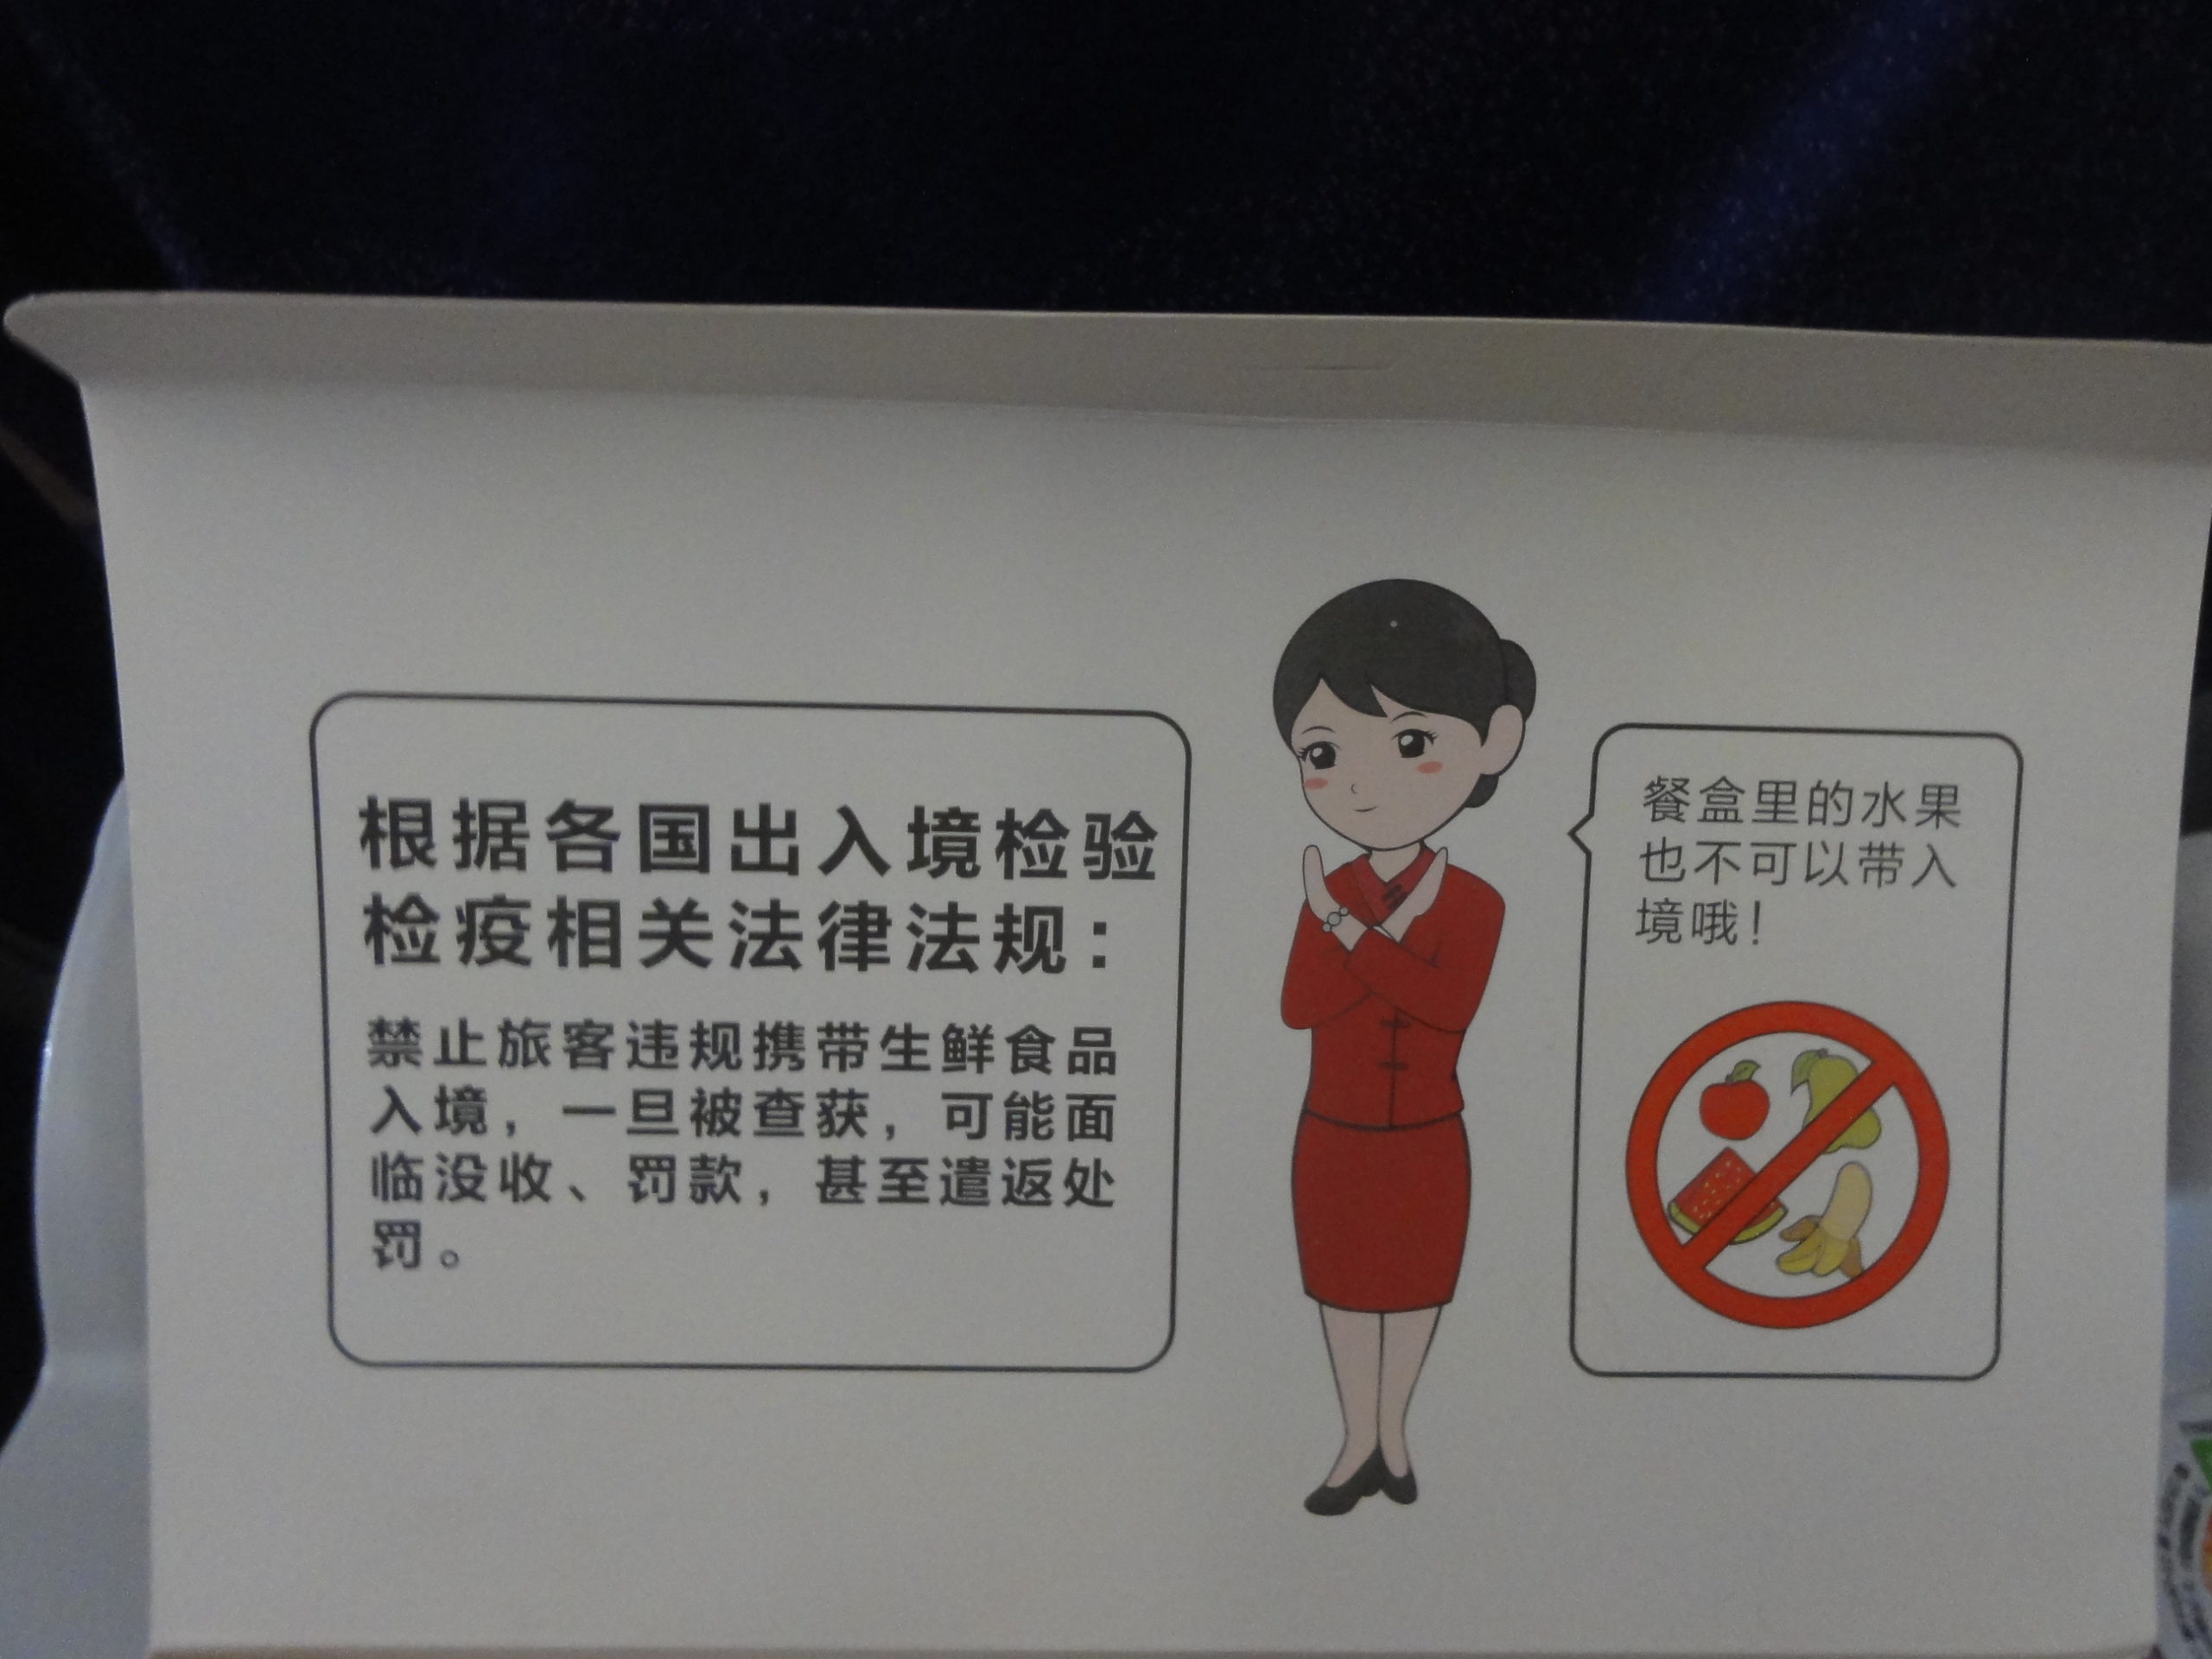 根据各国出入境检验
检疫相关法律法规：
禁止旅客违规携带生鲜食品
入境，一旦被查获，可能面
临没收、罚款，甚至遣返处
罚。
餐盒里的水果
也不可以带入
境哦！